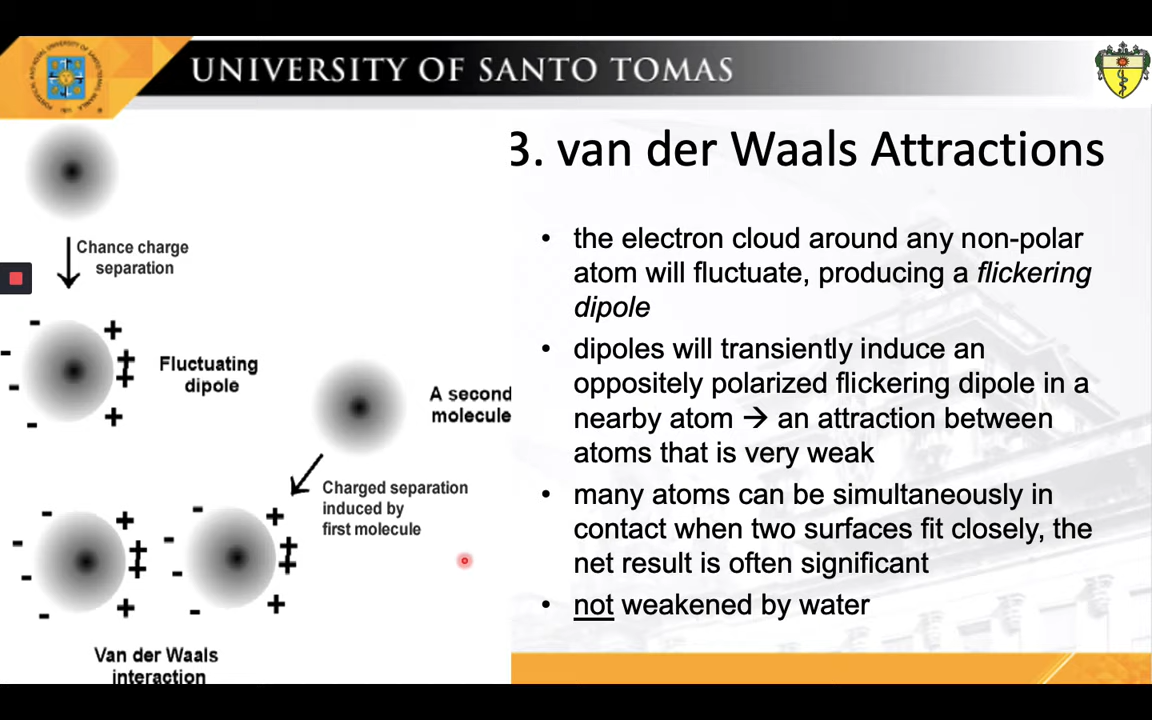 UNIVERSITY OF SANTO TOMAS
3. van der Waals Attractions
Chance charge
separation
Fluctuating
dipole
A second
molecule
Charged separation
induced by
first molecule
Van der Waals
interaction
• the electron cloud around any non-polar
atom will fluctuate, producing a flickering
dipole
• dipoles will transiently induce an
oppositely polarized flickering dipole in a
nearby atom → an attraction between
atoms that is very weak
• many atoms can be simultaneously in
contact when two surfaces fit closely, the
net result is often significant
• not weakened by water